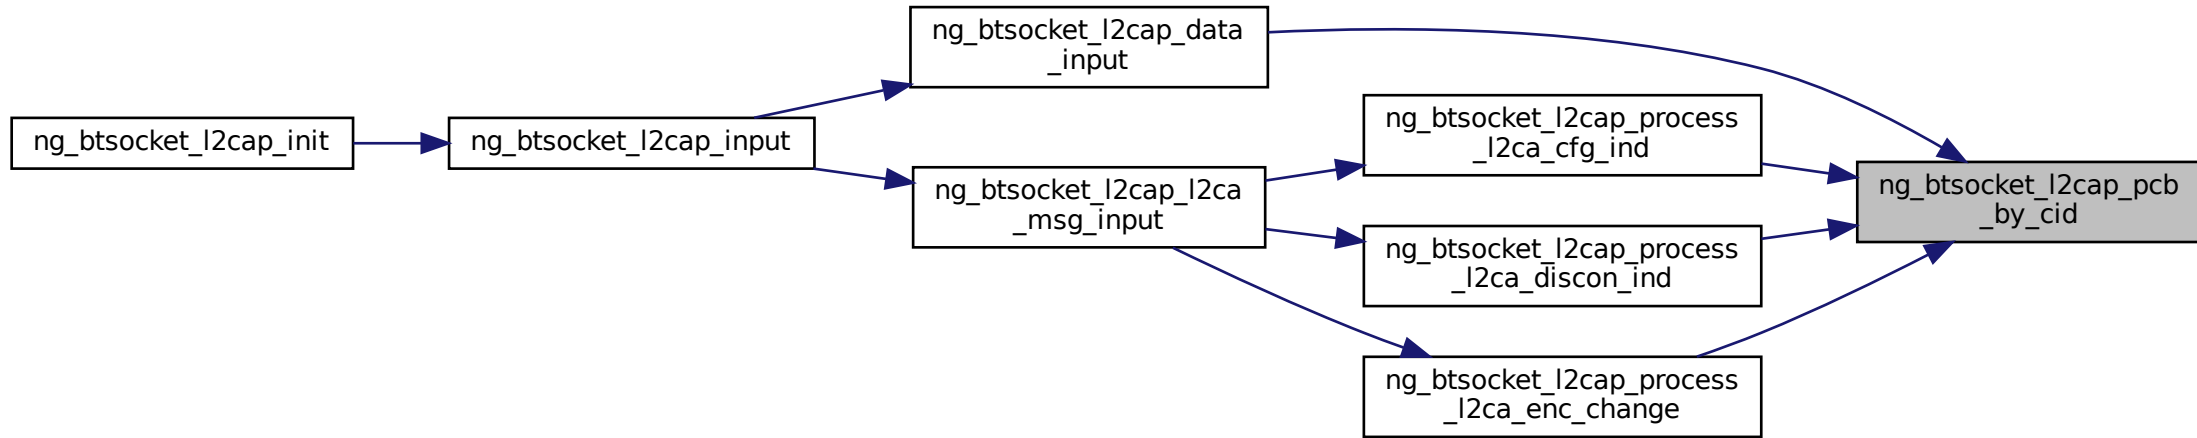 ng_btsocket_l2cap_init
ng_btsocket_l2cap_input
ng_btsocket_l2cap_data
_input
ng_btsocket_l2cap_l2ca
_msg_input
ng_btsocket_l2cap_process
_l2ca_cfg_ind
ng_btsocket_l2cap_process
_l2ca_discon_ind
ng_btsocket_l2cap_process
_l2ca_enc_change
ng_btsocket_l2cap_pcb
_by_cid